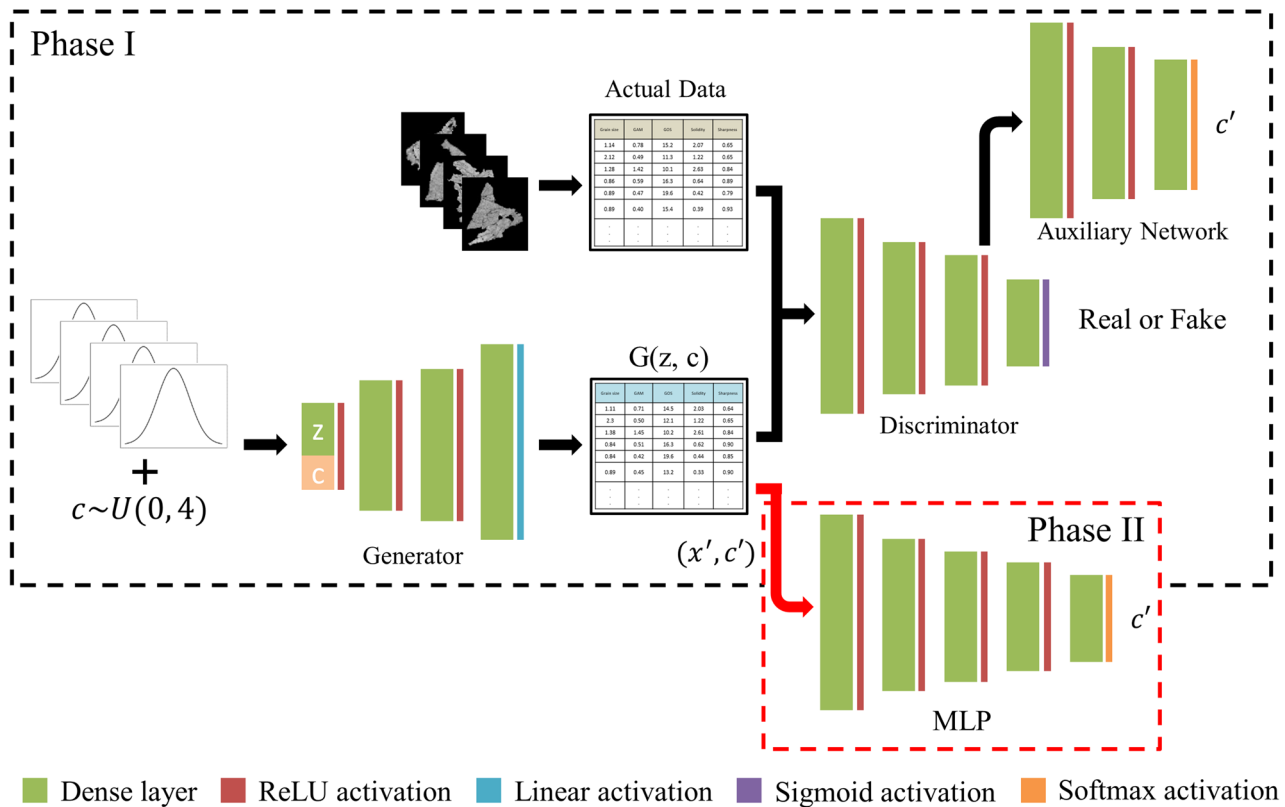 Phase I
Actual Data
Grain size GAM GOS Solidity Sharpness
1.14 0.78 15.2 2.07 0.65
2.12 0.49 11.3 1.22 0.65
1.28 1.42 10.1 2.63 0.84
0.86 0.59 16.3 0.64 0.89
0.89 0.47 19.6 0.42 0.79
0.89 0.40 15.4 0.39 0.93
c′
Auxiliary Network
Real or Fake
Discriminator
G(z, c)
Grain size GAM GOS Solidity Sharpness
1.11 0.71 14.5 2.03 0.64
2.3 0.50 12.1 1.22 0.65
1.38 1.45 10.2 2.61 0.84
0.84 0.51 16.3 0.62 0.90
0.84 0.42 19.6 0.44 0.85
0.89 0.45 13.2 0.33 0.90
z
c
+
c~U(0, 4)
Generator
(x′, c′)
Phase II
c′
MLP
Dense layer ReLU activation Linear activation Sigmoid activation Softmax activation